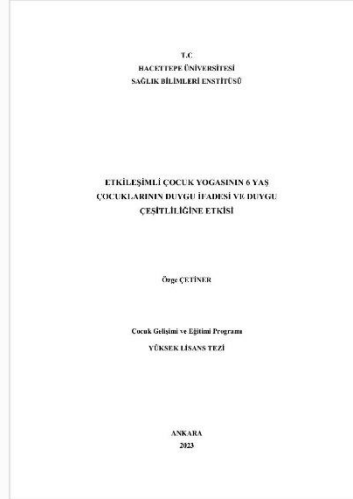 T.C
HACETTEPE ÜNİVERSİTESİ
SAĞLIK BİLİMLERİ ENSTİTÜSÜ
ETKİLEŞİMLİ ÇOCUK YOGASININ 6 YAŞ
ÇOCUKLARININ DUYGU İFADESİ VE DUYGU
ÇEŞİTLİLİĞİNE ETKİSİ
Özge ÇETİNER
Çocuk Gelişimi ve Eğitimi Programı
YÜKSEK LİSANS TEZİ
ANKARA
2023